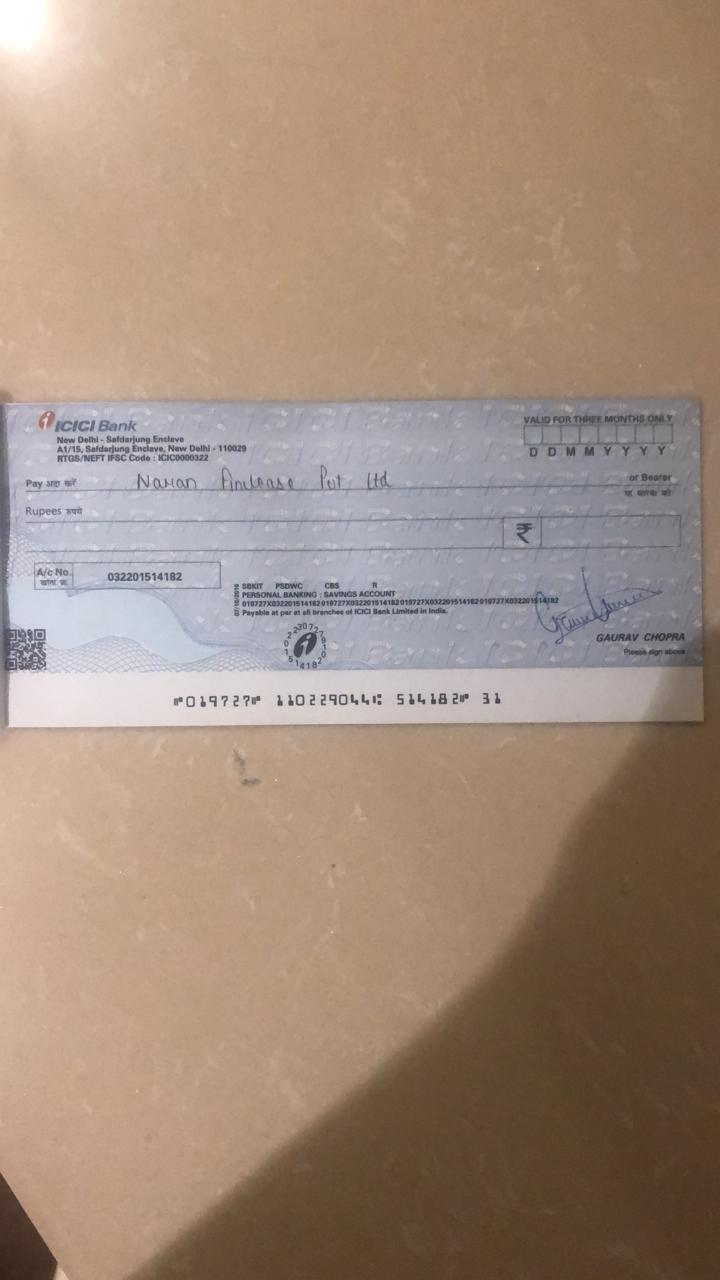 ICICI Bank
New Delhi - Safdarjung Enclave
A1/15, Safdarjung Enclave, New Delhi - 110029
RTGS/NEFT IFSC Code : ICIC0000322
VALID FOR THREE MONTHS ONLY
D D M M Y Y Y Y
Pay अदा करें Pvt Ltd or Bearer
या धारक को
Rupees रुपये
₹
A/c No.
खाता क्र.
032201514182
SBKIT PSDWC CBS R
PERSONAL BANKING : SAVINGS ACCOUNT
019727X032201514182019727X032201514182019727X032201514182019727X032201514182
Payable at par at all branches of ICICI Bank Limited in India.
GAURAV CHOPRA
Please sign above
⑈019727⑈ 110229044⑆ 514182⑈ 31